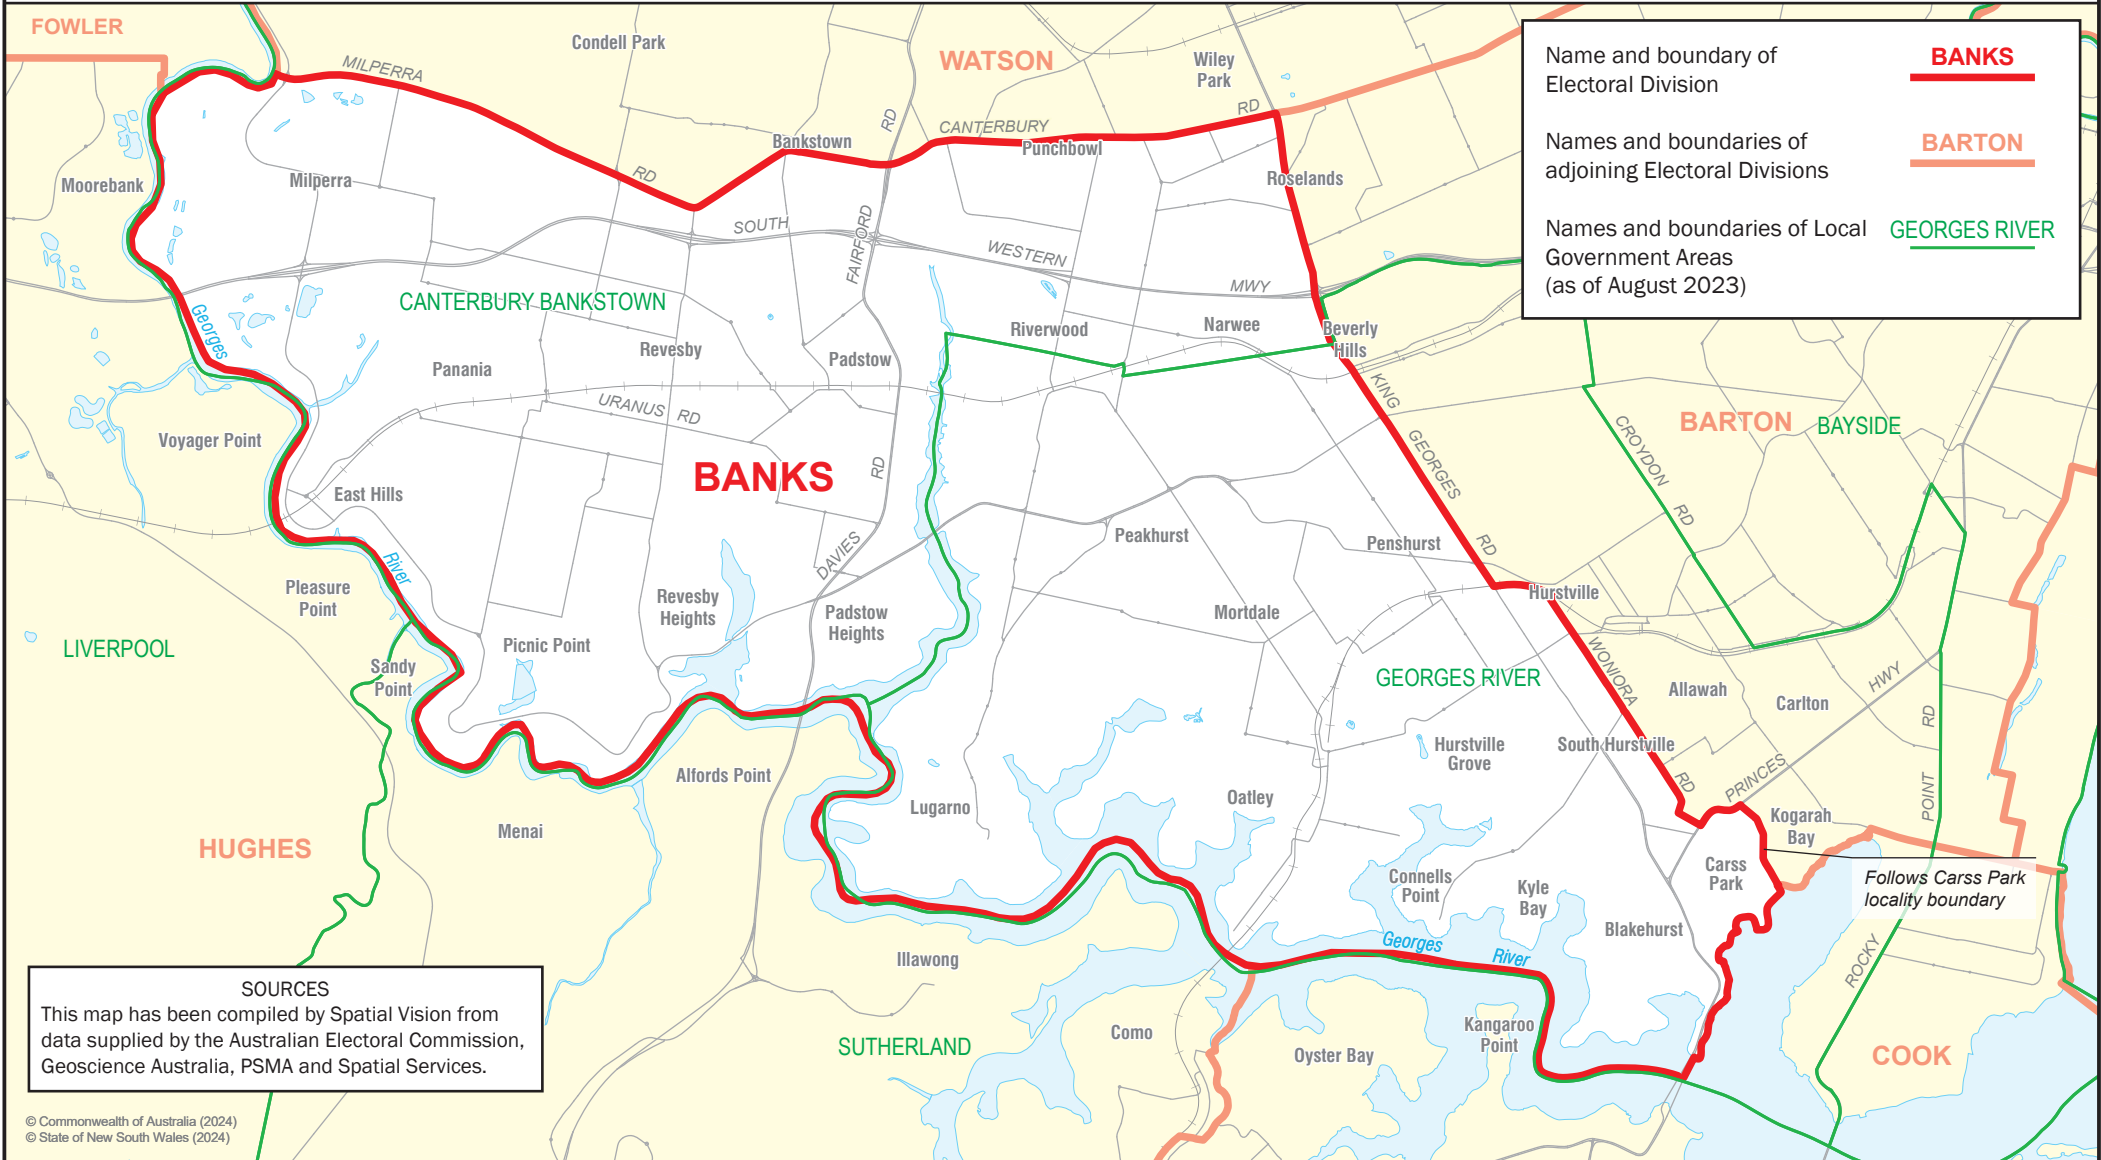 FOWLER
Condell Park
WATSON
Wiley
Park
MILPERRA
RD
CANTERBURY
RD
Bankstown
Punchbowl
RD
Moorebank
Milperra
Roselands
SOUTH
FAIRFORD
WESTERN
MWY
Georges
CANTERBURY BANKSTOWN
Riverwood
Narwee
Beverly
Hills
Revesby
Padstow
Panania
KING
URANUS
RD
Voyager Point
BANKS
RD
GEORGES
CROYDON
RD
BARTON
BAYSIDE
East Hills
Peakhurst
Penshurst
RD
DAVIES
River
Pleasure
Point
Revesby
Heights
Padstow
Heights
Mortdale
Hurstville
LIVERPOOL
Picnic Point
Sandy
Point
GEORGES RIVER
WONIORA
RD
Allawah
Carlton
HWY
PRINCES
RD
POINT
ROCKY
Alfords Point
Hurstville
Grove
South Hurstville
Lugarno
Oatley
Menai
HUGHES
Kogarah
Bay
Carss
Park
Connells
Point
Kyle
Bay
Blakehurst
Follows Carss Park
locality boundary
Georges
River
Illawong
SUTHERLAND
Como
Oyster Bay
Kangaroo
Point
COOK
Name and boundary of
Electoral Division
BANKS
Names and boundaries of
adjoining Electoral Divisions
BARTON
Names and boundaries of Local
Government Areas
(as of August 2023)
GEORGES RIVER
SOURCES
This map has been compiled by Spatial Vision from
data supplied by the Australian Electoral Commission,
Geoscience Australia, PSMA and Spatial Services.
© Commonwealth of Australia (2024)
© State of New South Wales (2024)